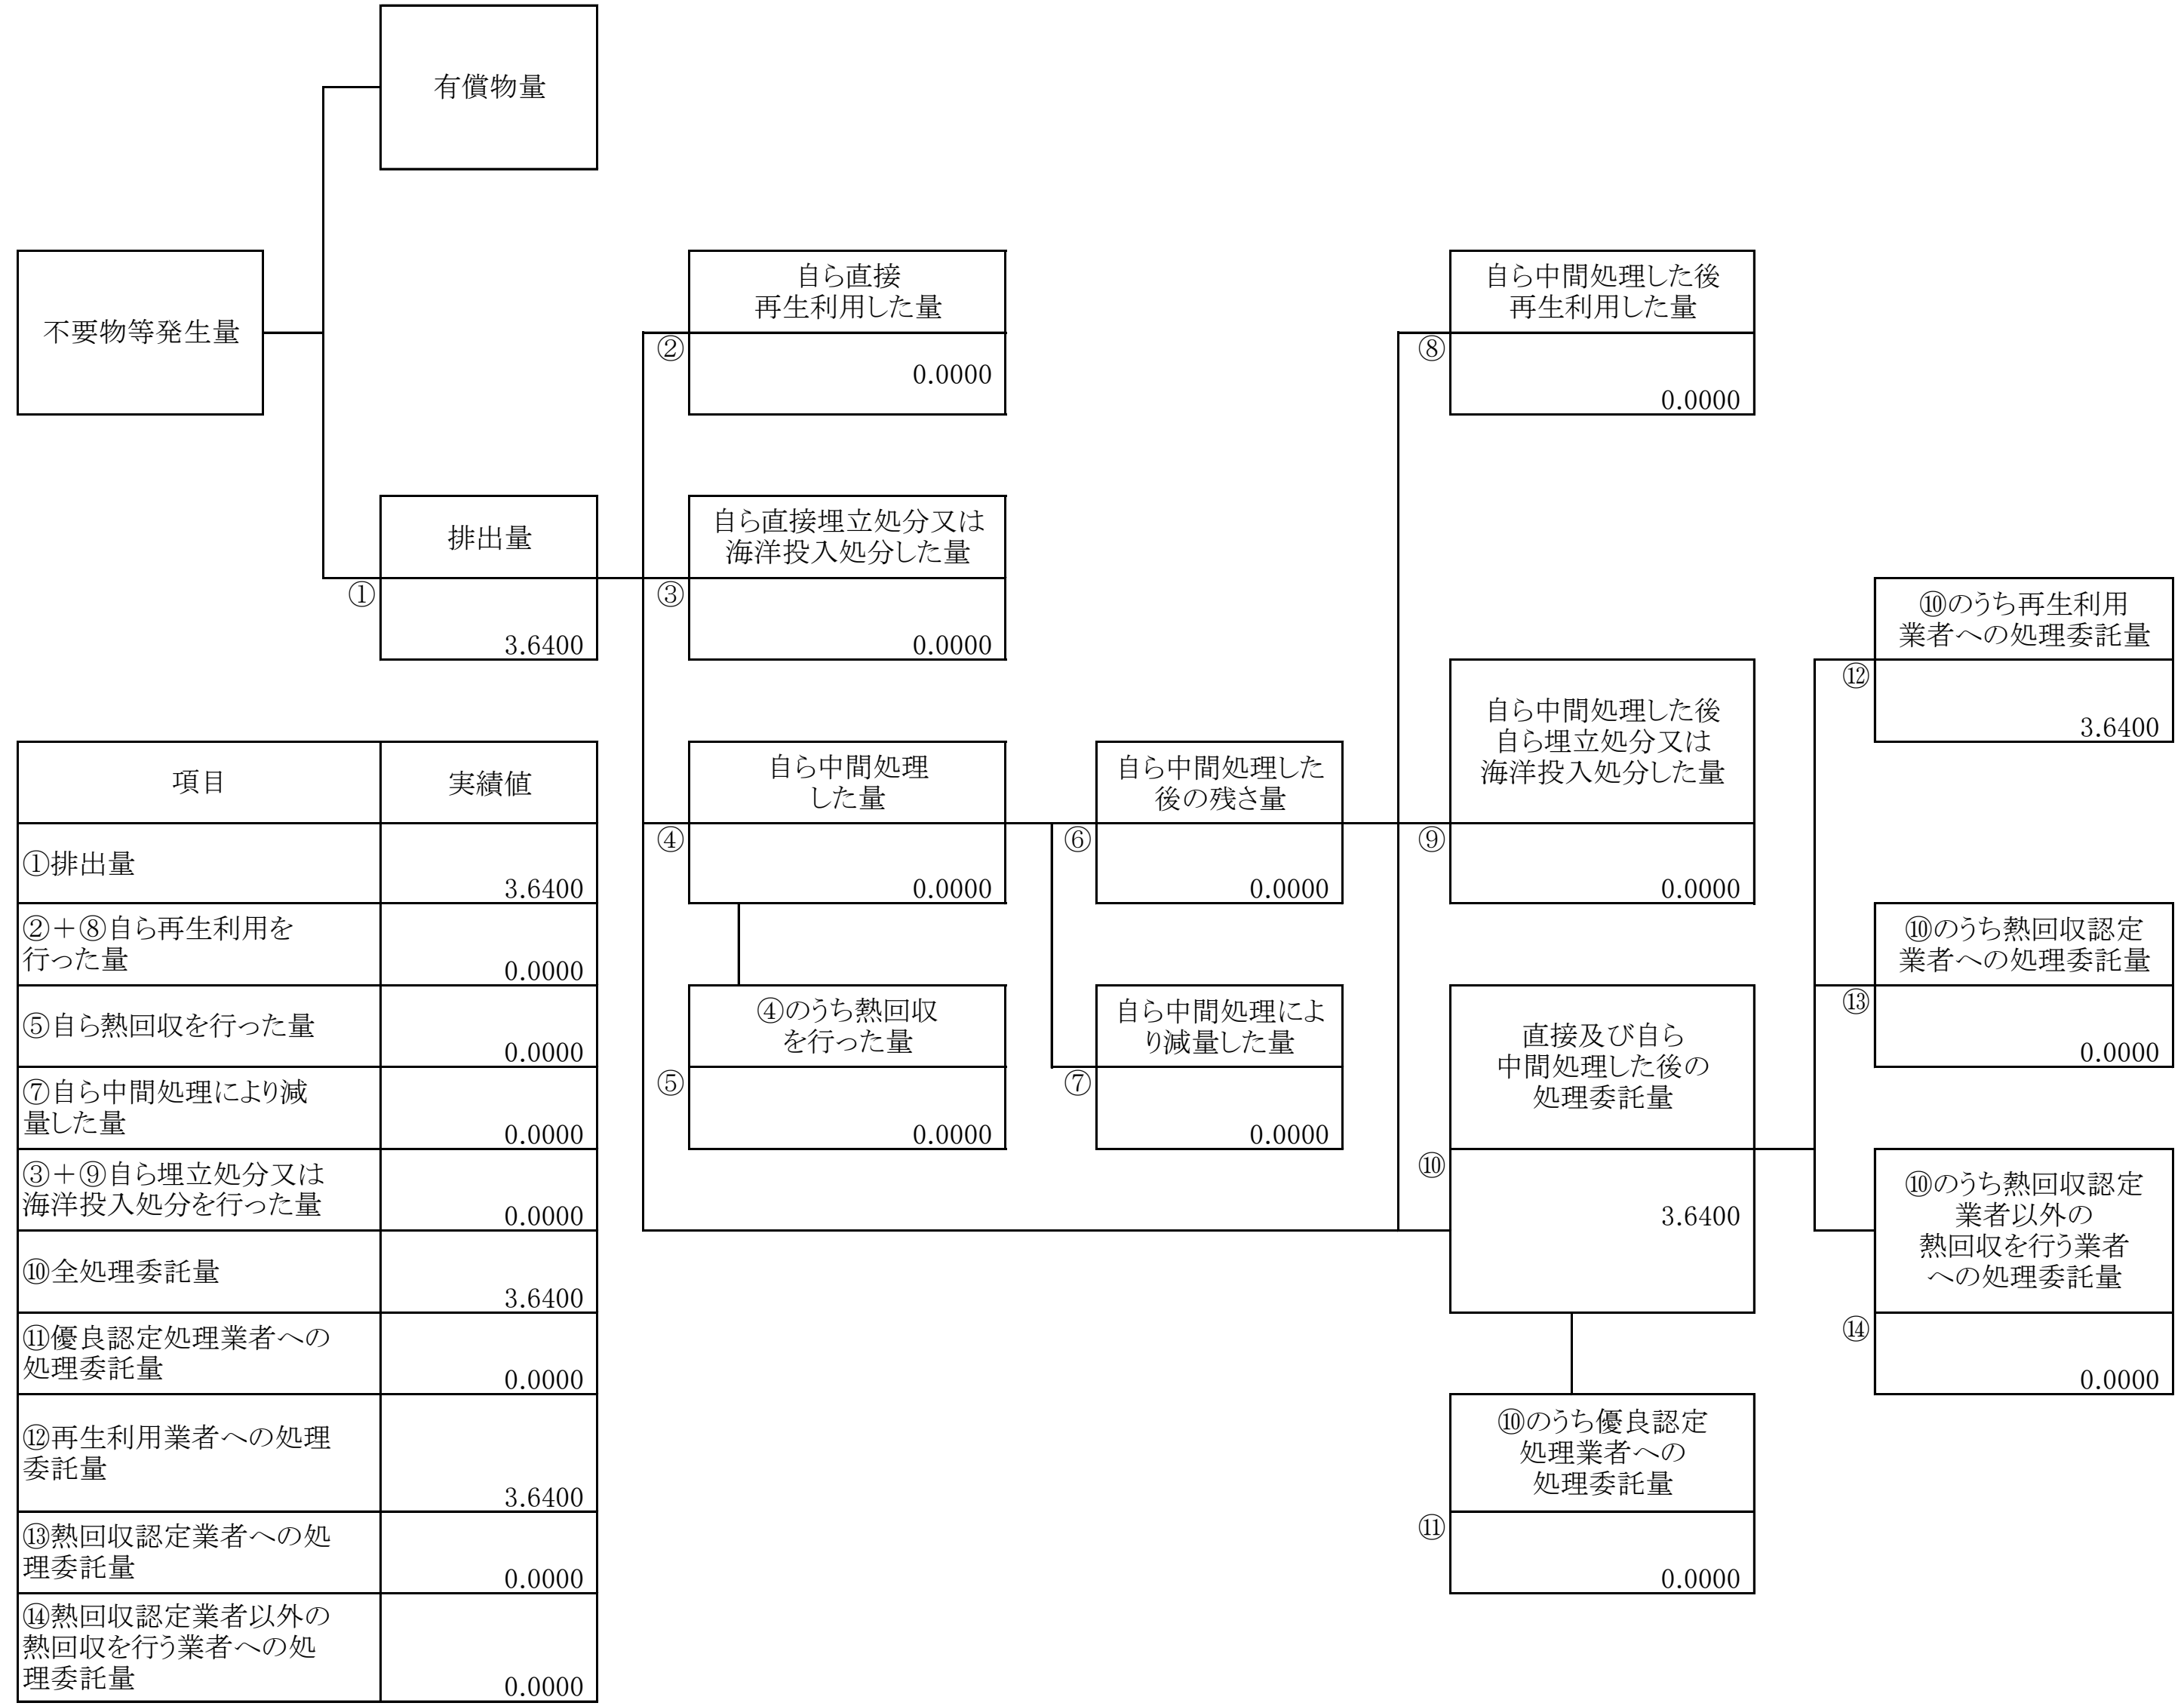 有償物量
不要物等発生量
自ら直接
再生利用した量
②
0.0000
自ら中間処理した後
再生利用した量
⑧
0.0000
排出量
①
3.6400
自ら直接埋立処分又は
海洋投入処分した量
③
0.0000
⑩のうち再生利用
業者への処理委託量
⑫
3.6400
自ら中間処理
した量
④
0.0000
自ら中間処理した
後の残さ量
⑥
0.0000
自ら中間処理した後
自ら埋立処分又は
海洋投入処分した量
⑨
0.0000
⑩のうち熱回収認定
業者への処理委託量
⑬
0.0000
④のうち熱回収
を行った量
⑤
0.0000
自ら中間処理によ
り減量した量
⑦
0.0000
直接及び自ら
中間処理した後の
処理委託量
⑩
3.6400
⑩のうち熱回収認定
業者以外の
熱回収を行う業者
への処理委託量
⑭
0.0000
⑩のうち優良認定
処理業者への
処理委託量
⑪
0.0000
項目 実績値
①排出量
3.6400
②＋⑧自ら再生利用を
行った量
0.0000
⑤自ら熱回収を行った量
0.0000
⑦自ら中間処理により減
量した量
0.0000
③＋⑨自ら埋立処分又は
海洋投入処分を行った量
0.0000
⑩全処理委託量
3.6400
⑪優良認定処理業者への
処理委託量
0.0000
⑫再生利用業者への処理
委託量
3.6400
⑬熱回収認定業者への処
理委託量
0.0000
⑭熱回収認定業者以外の
熱回収を行う業者への処
理委託量
0.0000